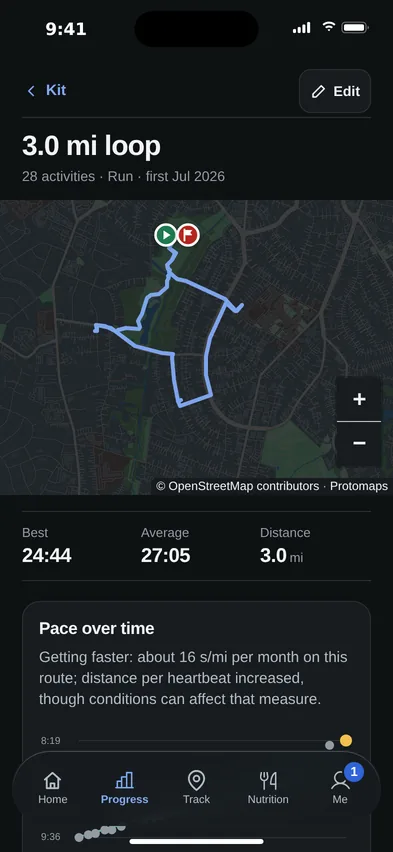 9:41
Kit
Edit
3.0 mi loop
28 activities · Run · first Jul 2026
+
−
© OpenStreetMap contributors · Protomaps
Best
Average
Distance
24:44
27:05
3.0 mi
Pace over time
Getting faster: about 16 s/mi per month on this
route; distance per heartbeat increased,
though conditions can affect that measure.
8:19
1
Home
Progress
Track
Nutrition
Me
9:36